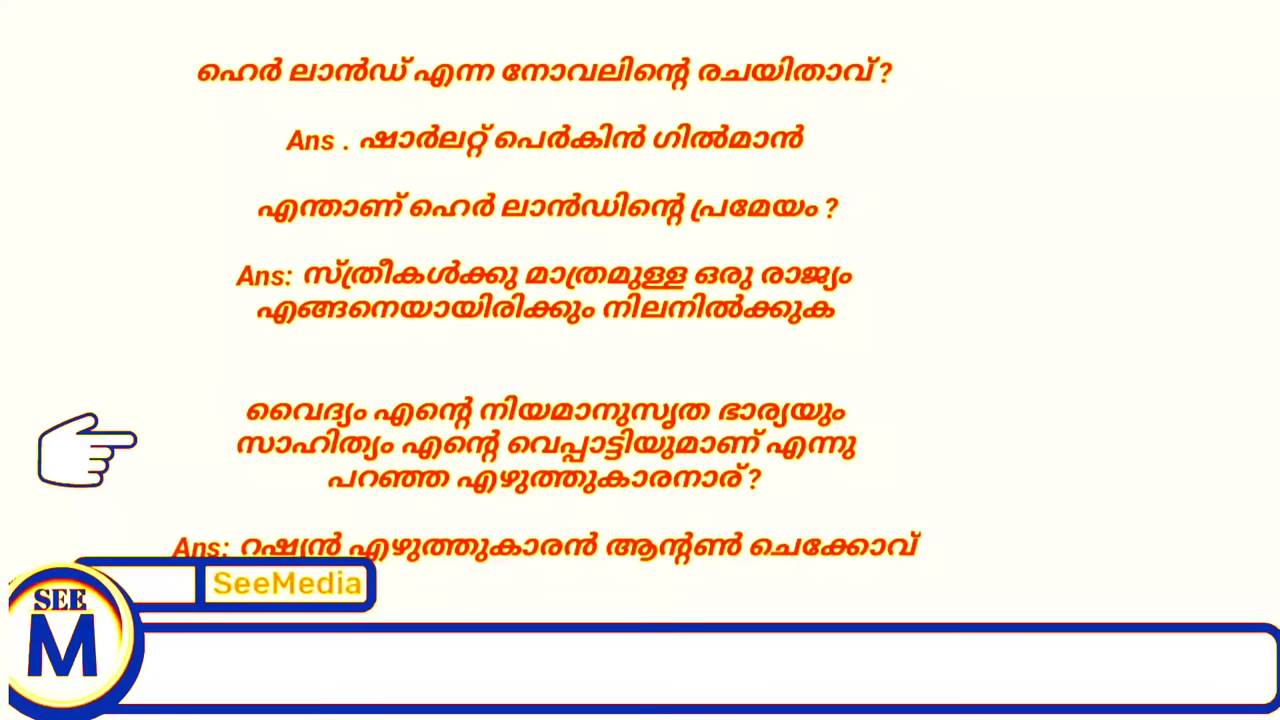 ഹെർ ലാൻഡ് എന്ന നോവലിന്റെ രചയിതാവ് ?
Ans . ഷാർലറ്റ് പെർകിൻ ഗിൽമാൻ
എന്താണ് ഹെർ ലാൻഡിന്റെ പ്രമേയം ?
Ans: സ്ത്രീകൾക്കു മാത്രമുള്ള ഒരു രാജ്യം
എങ്ങനെയായിരിക്കും നിലനിൽക്കുക
വൈദ്യം എന്റെ നിയമാനുസൃത ഭാര്യയും
സാഹിത്യം എന്റെ വെപ്പാട്ടിയുമാണ് എന്നു
പറഞ്ഞ എഴുത്തുകാരനാര് ?
Ans: റഷ്യൻ എഴുത്തുകാരൻ ആന്റൺ ചെക്കോവ്
SeeMedia
SEE
M